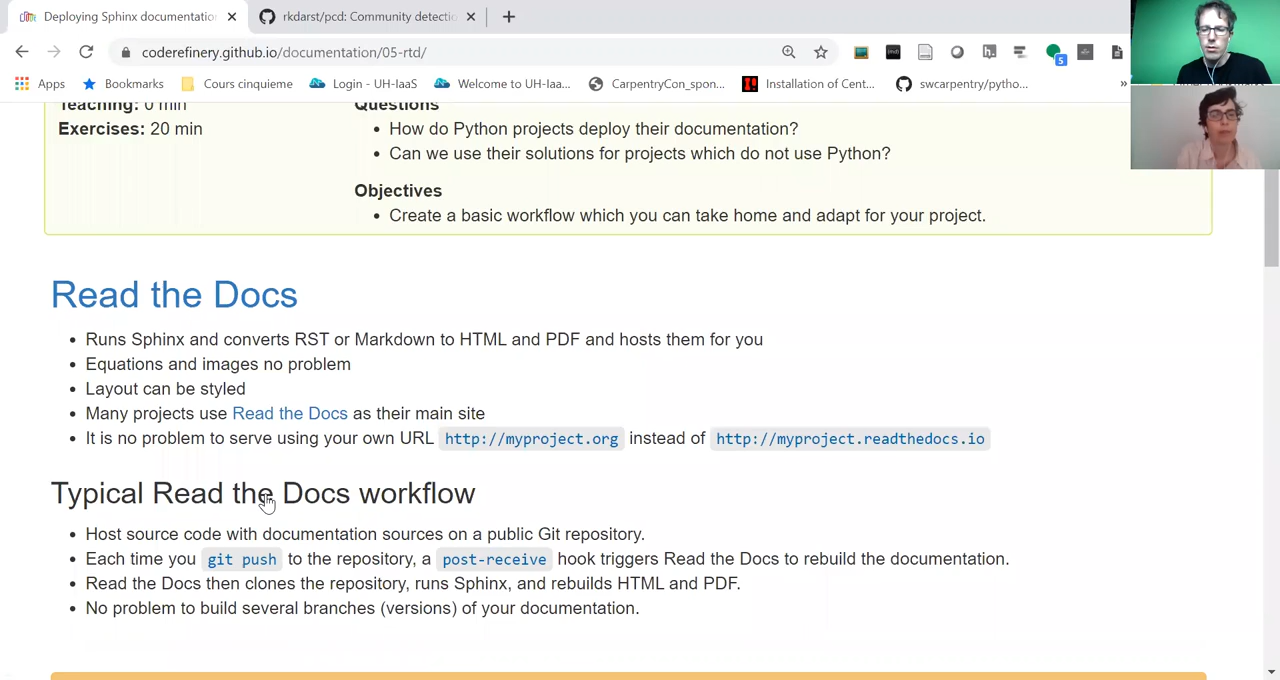 Deploying Sphinx documentatio
rkdarst/pcd: Community detecti
coderefinery.github.io/documentation/05-rtd/
5
Apps
Bookmarks
Cours cinquieme
Login - UH-IaaS
Welcome to UH-Iaa...
CarpentryCon_spon...
Installation of Cent...
swcarpentry/pytho...
»
Teaching: 0 min
Exercises: 20 min
Questions
How do Python projects deploy their documentation?
Can we use their solutions for projects which do not use Python?
Objectives
Create a basic workflow which you can take home and adapt for your project.
Read the Docs
Runs Sphinx and converts RST or Markdown to HTML and PDF and hosts them for you
Equations and images no problem
Layout can be styled
Many projects use Read the Docs as their main site
It is no problem to serve using your own URL http://myproject.org instead of http://myproject.readthedocs.io
Typical Read the Docs workflow
Host source code with documentation sources on a public Git repository.
Each time you git push to the repository, a post-receive hook triggers Read the Docs to rebuild the documentation.
Read the Docs then clones the repository, runs Sphinx, and rebuilds HTML and PDF.
No problem to build several branches (versions) of your documentation.